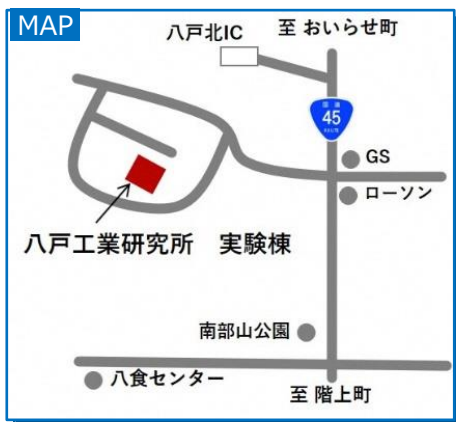 MAP
八戸北IC
至 おいらせ町
国道
45
GS
ローソン
八戸工業研究所 実験棟
南部山公園
八食センター
至 階上町